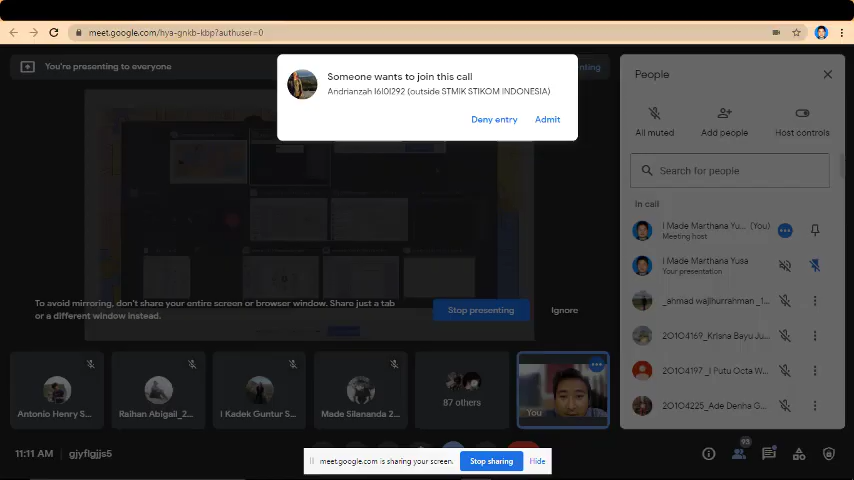 meet.google.com/hya-gnkb-kbp?authuser=0
You're presenting to everyone
Someone wants to join this call
Andrianzah 16101292 (outside STMIK STIKOM INDONESIA)
Deny entry
Admit
People
All muted
Add people
Host controls
Search for people
In call
I Made Marthana Yu... (You)
Meeting host
I Made Marthana Yusa
Your presentation
_ahmad wajihurrahman _1...
20104169_Krisna Bayu Ju...
20104197_I Putu Octa W...
20104225_Ade Denha G...
To avoid mirroring, don't share your entire screen or browser window. Share just a tab
or a different window instead.
Stop presenting
Ignore
Antonio Henry S...
Raihan Abigail_2...
I Kadek Guntur S...
Made Silananda 2...
87 others
You
11:11 AM
gjyflgjjs5
95
meet.google.com is sharing your screen.
Stop sharing
Hide